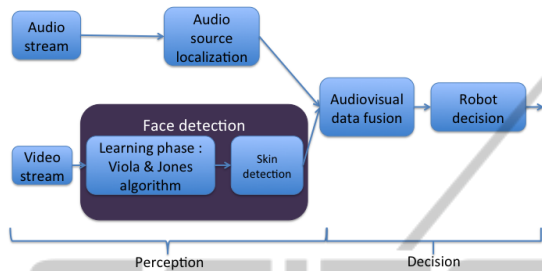 Audio
stream
Audio
source
localization
Audiovisual
data fusion
Robot
decision
Face detection
Video
stream
Learning phase :
Viola & Jones
algorithm
Skin
detection
Perception
Decision